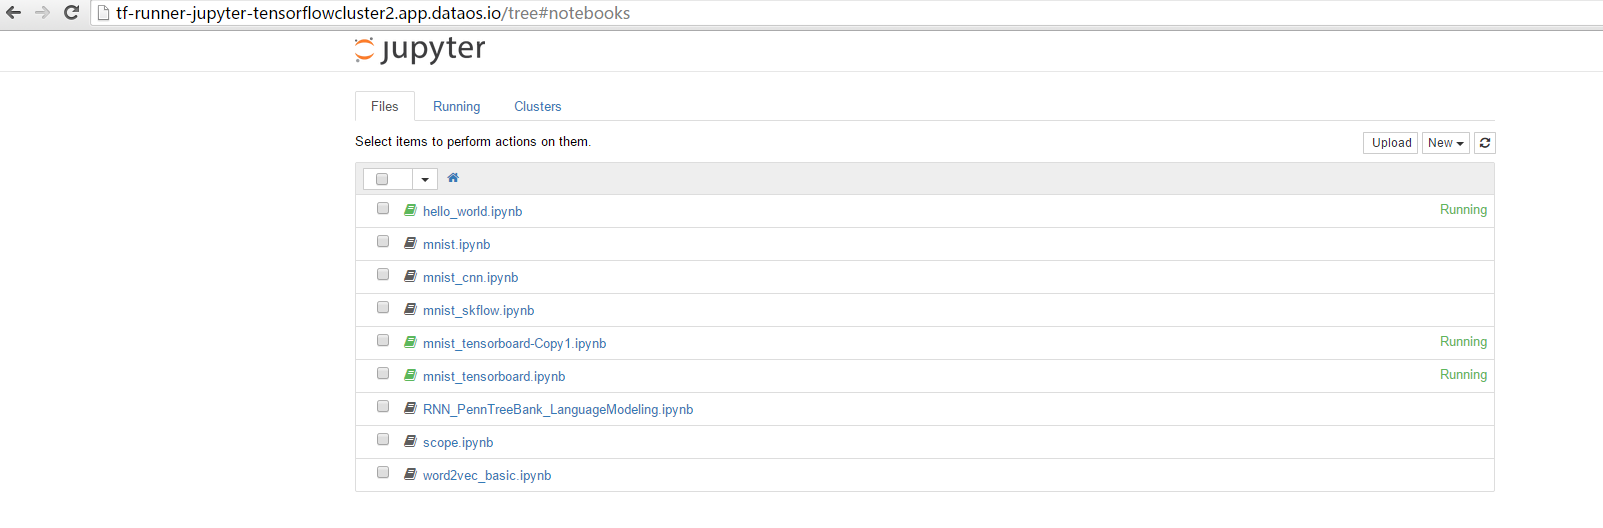 tf-runner-jupyter-tensorflowcluster2.app.dataos.io/tree#notebooks
jupyter
Files Running Clusters
Select items to perform actions on them. Upload New
hello_world.ipynb Running
mnist.ipynb
mnist_cnn.ipynb
mnist_skflow.ipynb
mnist_tensorboard-Copy1.ipynb Running
mnist_tensorboard.ipynb Running
RNN_PennTreeBank_LanguageModeling.ipynb
scope.ipynb
word2vec_basic.ipynb